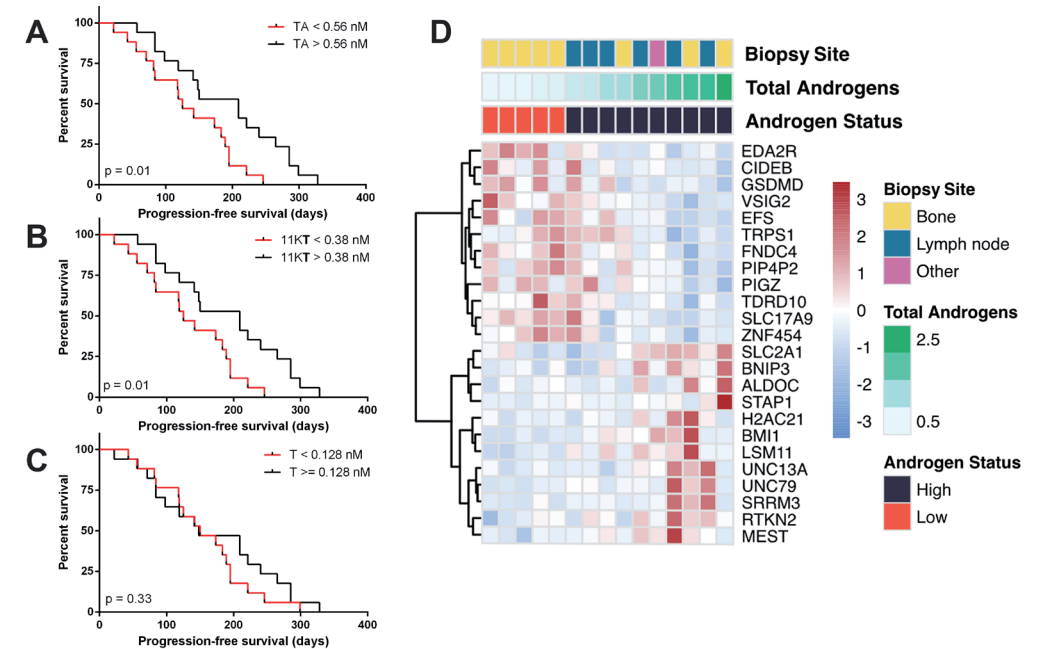 A
TA < 0.56 nM
TA > 0.56 nM
Percent survival
100
75
50
25
0
p = 0.01
0 100 200 300 400
Progression-free survival (days)
B
11KT < 0.38 nM
11KT > 0.38 nM
Percent survival
100
75
50
25
0
p = 0.01
0 100 200 300 400
Progression-free survival (days)
C
T < 0.128 nM
T >= 0.128 nM
Percent survival
100
75
50
25
0
p = 0.33
0 100 200 300 400
Progression-free survival (days)
D
Biopsy Site
Total Androgens
Androgen Status
EDA2R
CIDEB
GSDMD
VSIG2
EFS
TRPS1
FNDC4
PIP4P2
PIGZ
TDRD10
SLC17A9
ZNF454
SLC2A1
BNIP3
ALDOC
STAP1
H2AC21
BMI1
LSM11
UNC13A
UNC79
SRRM3
RTKN2
MEST
3
2
1
0
-1
-2
-3
Biopsy Site
Bone
Lymph node
Other
Total Androgens
2.5
0.5
Androgen Status
High
Low